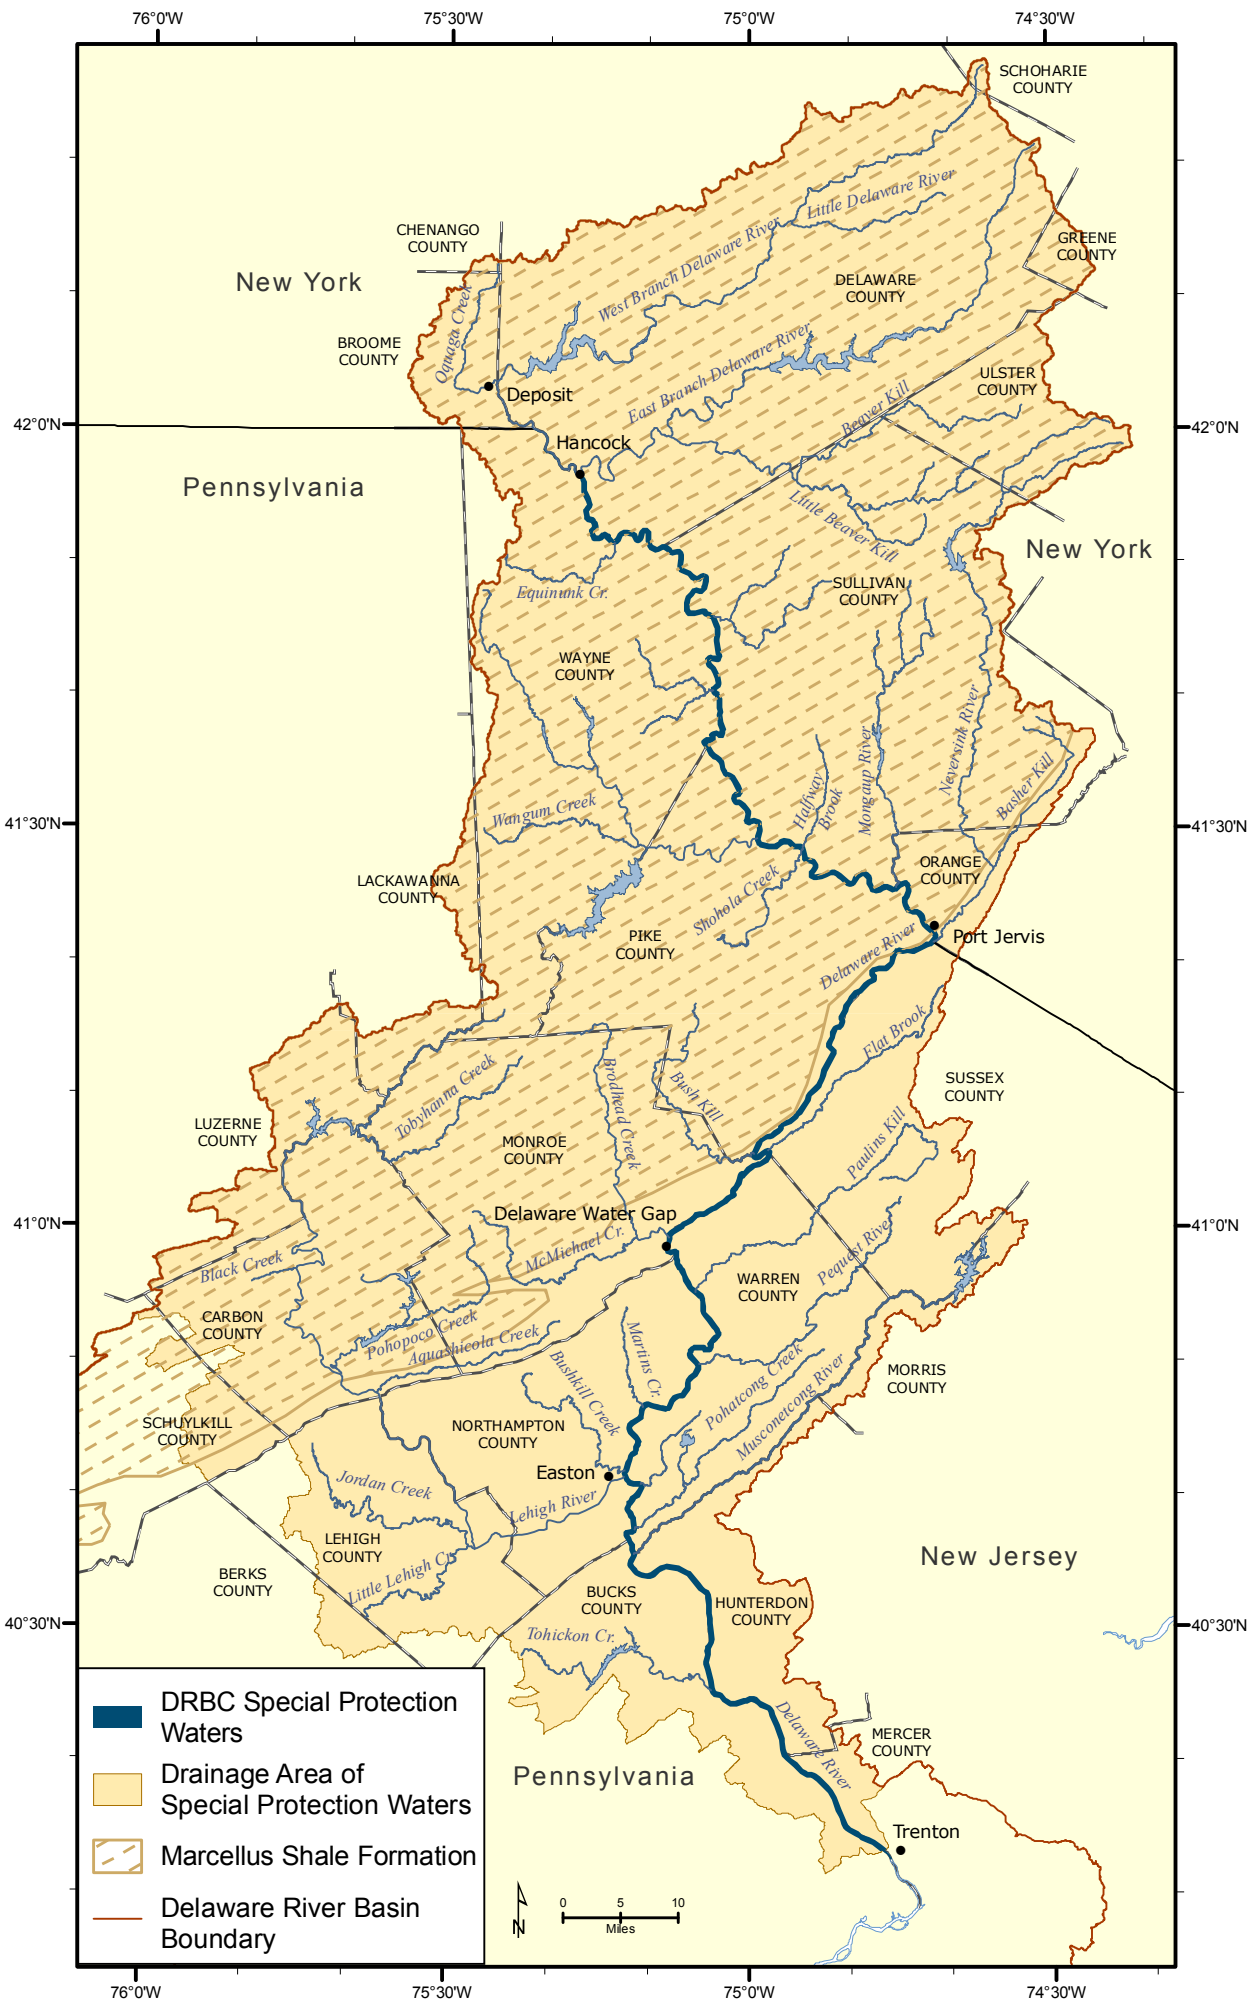 76°0'W
75°30'W
75°0'W
74°30'W
SCHOHARIE
COUNTY
Little Delaware River
CHENANGO
COUNTY
West Branch Delaware River
GREENE
COUNTY
New York
DELAWARE
COUNTY
Oquaga Creek
BROOME
COUNTY
East Branch Delaware River
ULSTER
COUNTY
Deposit
Beaver Kill
42°0'N
42°0'N
Hancock
Pennsylvania
Little Beaver Kill
New York
Equinunk Cr.
SULLIVAN
COUNTY
WAYNE
COUNTY
Neversink River
Mongaup River
Halfway
Brook
Basher Kill
Wangum Creek
41°30'N
41°30'N
LACKAWANNA
COUNTY
ORANGE
COUNTY
Shohola Creek
PIKE
COUNTY
Port Jervis
Delaware River
Flat Brook
Tobyhanna Creek
Brodhead Creek
Bush Kill
SUSSEX
COUNTY
LUZERNE
COUNTY
MONROE
COUNTY
Paulins Kill
Delaware Water Gap
41°0'N
41°0'N
McMichael Cr.
Pequest River
Black Creek
WARREN
COUNTY
CARBON
COUNTY
Pohopoco Creek
Aquashicola Creek
Martins Cr.
Bushkill Creek
Pohatcong Creek
Musconetcong River
MORRIS
COUNTY
SCHUYLKILL
COUNTY
NORTHAMPTON
COUNTY
Easton
Jordan Creek
Lehigh River
LEHIGH
COUNTY
New Jersey
Little Lehigh Cr.
BERKS
COUNTY
BUCKS
COUNTY
HUNTERDON
COUNTY
40°30'N
40°30'N
Tohickon Cr.
Delaware River
MERCER
COUNTY
Pennsylvania
Trenton
DRBC Special Protection
Waters
Drainage Area of
Special Protection Waters
Marcellus Shale Formation
Delaware River Basin
Boundary
N
0
5
10
Miles
76°0'W
75°30'W
75°0'W
74°30'W